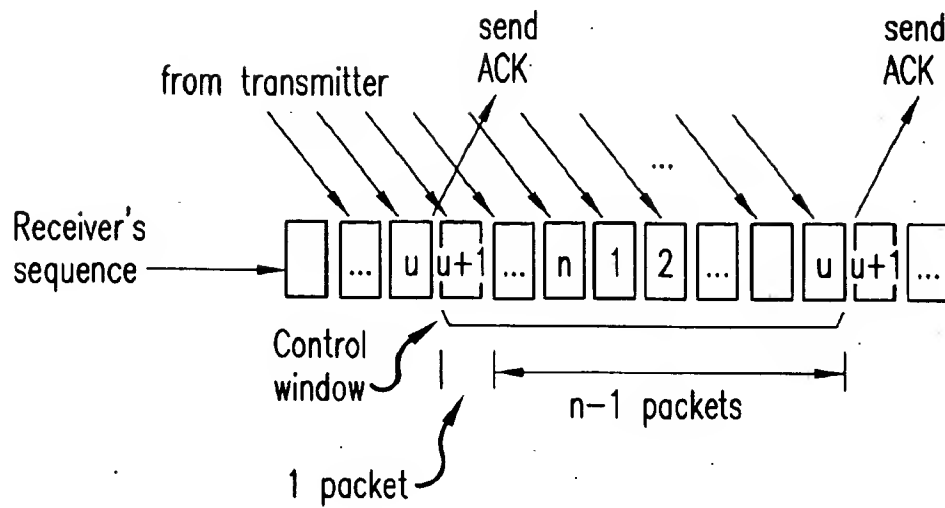 send
ACK
send
ACK
from transmitter
...
Receiver's
sequence
... u u+1 ... n 1 2 ... u u+1 ...
Control
window
n-1 packets
1 packet